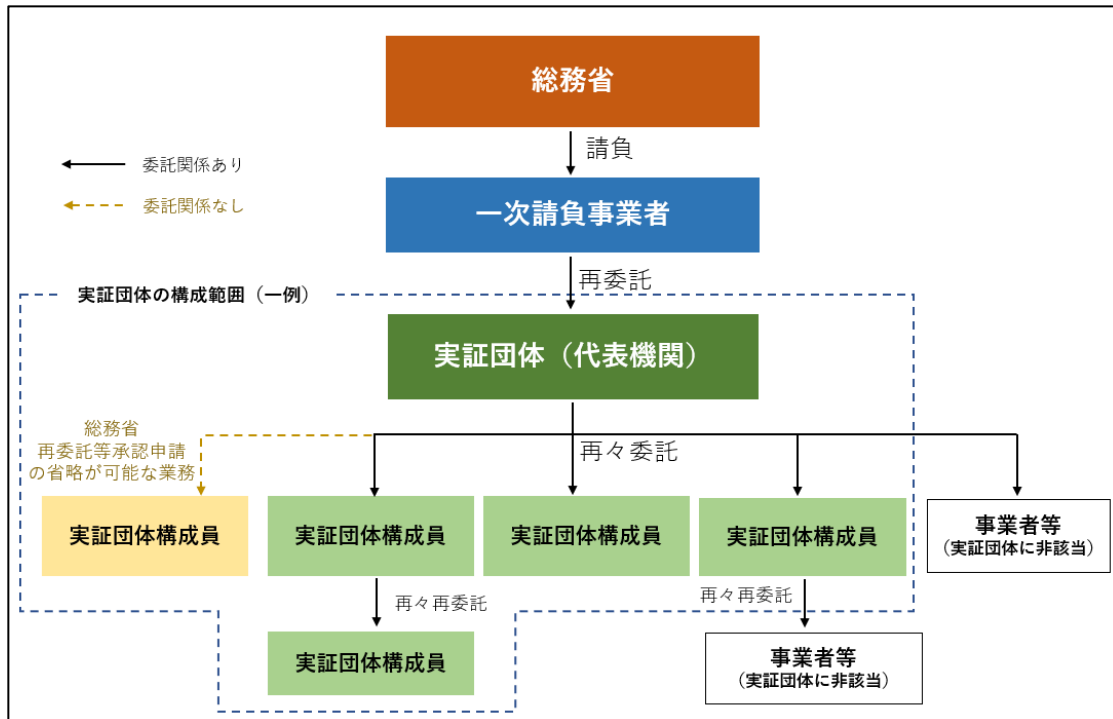 総務省
請負
委託関係あり
委託関係なし
一次請負事業者
再委託
実証団体の構成範囲（一例）
実証団体（代表機関）
総務省
再委託等承認申請
の省略が可能な業務
再々委託
実証団体構成員
実証団体構成員
実証団体構成員
実証団体構成員
事業者等
（実証団体に非該当）
再々再委託
再々再委託
実証団体構成員
事業者等
（実証団体に非該当）